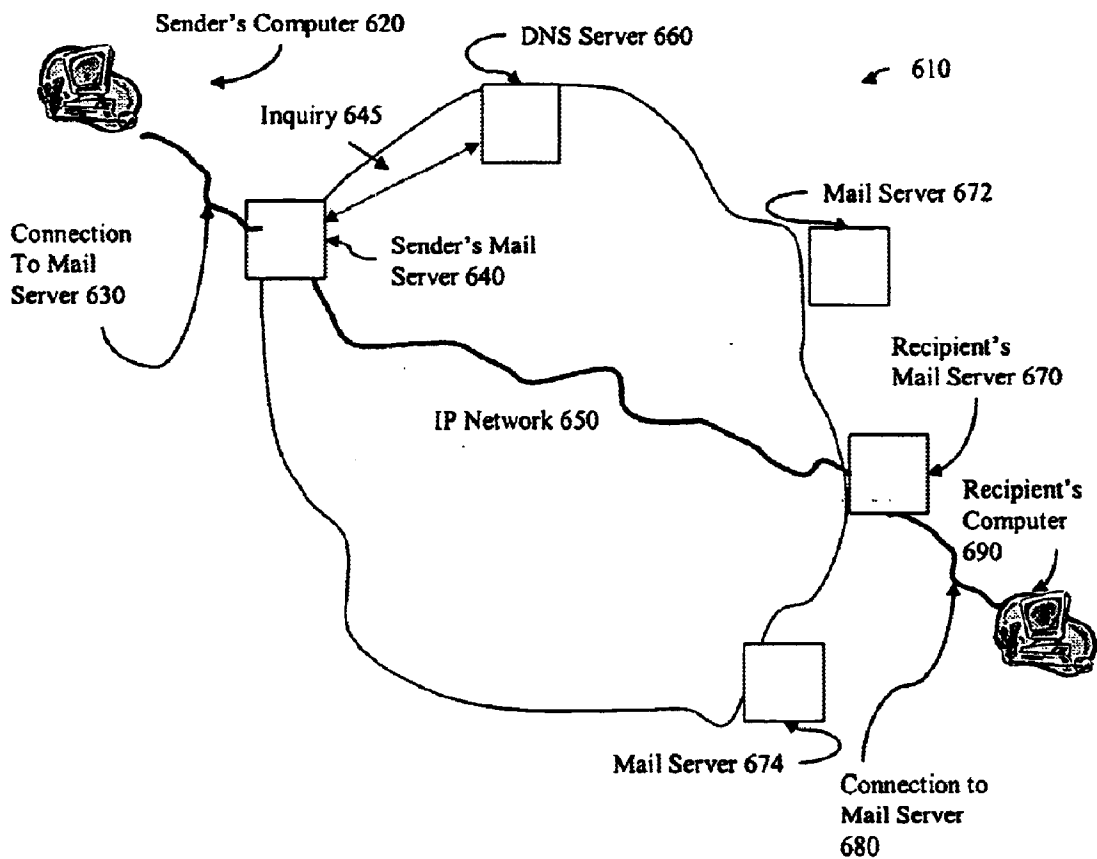 Sender's Computer 620
DNS Server 660
610
Inquiry 645
Mail Server 672
Connection
To Mail
Server 630
Sender's Mail
Server 640
Recipient's
Mail Server 670
IP Network 650
Recipient's
Computer
690
Mail Server 674
Connection to
Mail Server
680